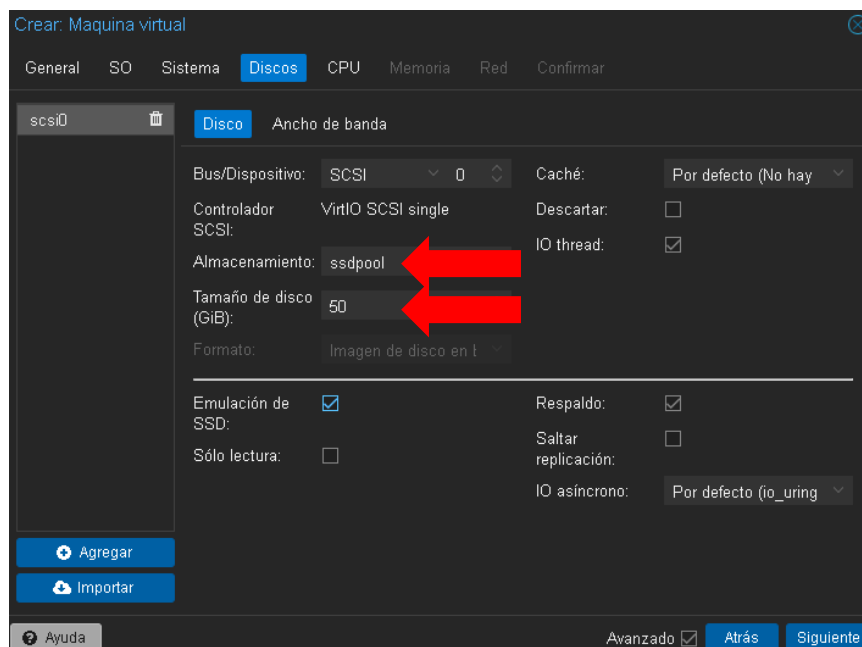 Crear: Maquina virtual
General SO Sistema Discos CPU Memoria Red Confirmar
scsi0
Disco Ancho de banda
Bus/Dispositivo: SCSI 0
Caché: Por defecto (No hay
Controlador
SCSI:
VirtIO SCSI single
Descartar:
IO thread:
Almacenamiento: ssdpool
Tamaño de disco
(GiB):
50
Formato: Imagen de disco en b
Emulación de
SSD:
Respaldo:
Sólo lectura:
Saltar
replicación:
IO asíncrono: Por defecto (io_uring
Agregar
Importar
Ayuda
Avanzado Atrás Siguiente